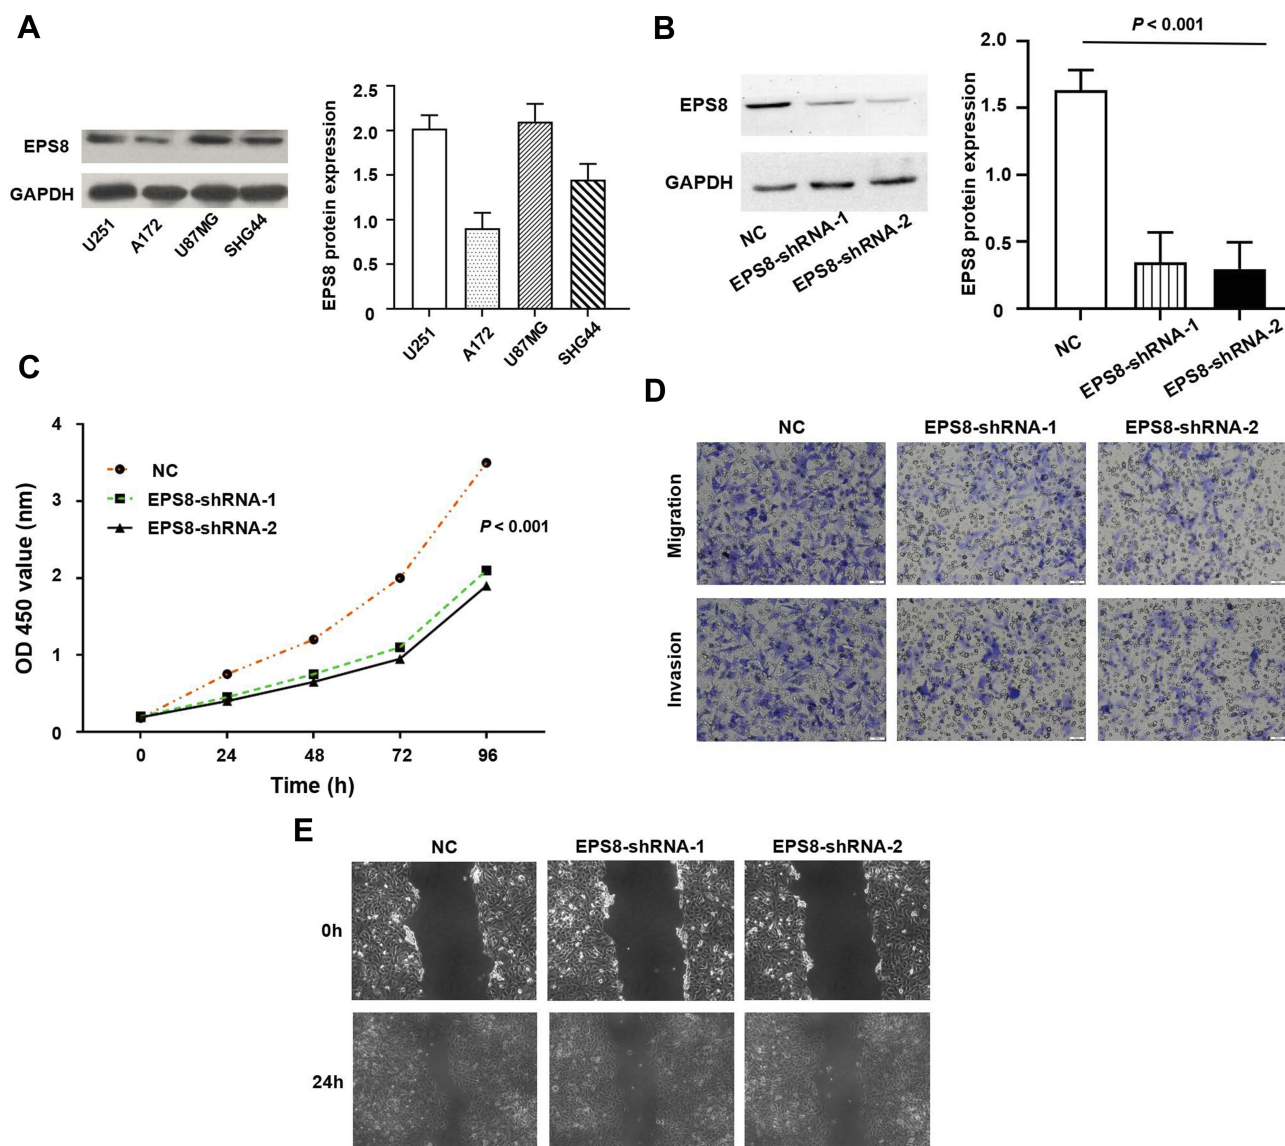 A
EPS8
GAPDH
U251
A172
U87MG
SHG44
EPS8 protein expression
2.5
2.0
1.5
1.0
0.5
0
U251
A172
U87MG
SHG44
B
EPS8
GAPDH
NC
EPS8-shRNA-1
EPS8-shRNA-2
P < 0.001
EPS8 protein expression
2.0
1.5
1.0
0.5
0
NC
EPS8-shRNA-1
EPS8-shRNA-2
C
OD 450 value (nm)
4
3
2
1
0
NC
EPS8-shRNA-1
EPS8-shRNA-2
P < 0.001
0 24 48 72 96
Time (h)
D
NC EPS8-shRNA-1 EPS8-shRNA-2
Migration
Invasion
E
NC EPS8-shRNA-1 EPS8-shRNA-2
0h
24h